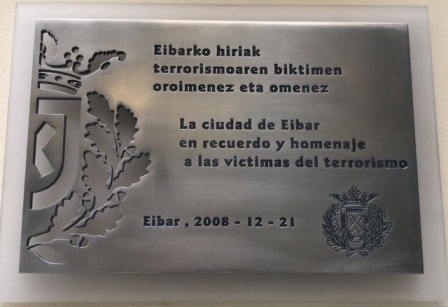 Eibarko hiriak
terrorismoaren biktimen
oroimenez eta omenez
La ciudad de Eibar
en recuerdo y homenaje
a las victimas del terrorismo
Eibar , 2008 - 12 - 21